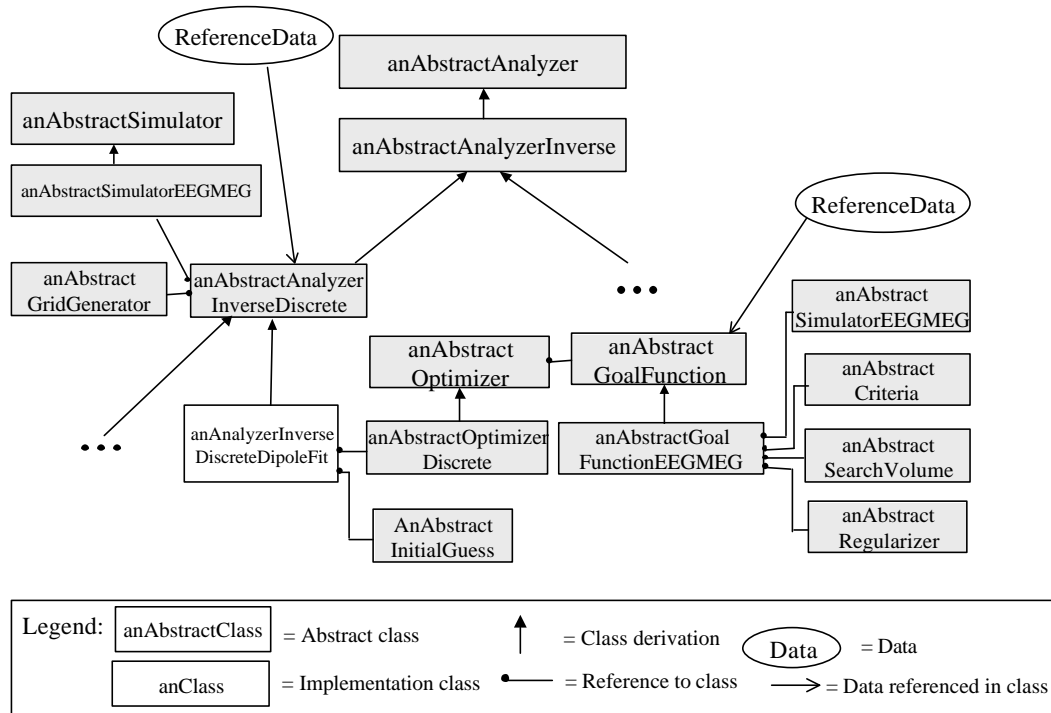 ReferenceData
anAbstractAnalyzer
anAbstractSimulator
anAbstractAnalyzerInverse
anAbstractSimulatorEEGMEG
ReferenceData
anAbstract
GridGenerator
anAbstractAnalyzer
InverseDiscrete
...
anAbstract
SimulatorEEGMEG
anAbstract
Optimizer
anAbstract
GoalFunction
anAbstract
Criteria
...
anAnalyzerInverse
DiscreteDipoleFit
anAbstractOptimizer
Discrete
anAbstractGoal
FunctionEEGMEG
anAbstract
SearchVolume
AnAbstract
InitialGuess
anAbstract
Regularizer
Legend:
anAbstractClass
= Abstract class
= Class derivation
Data
= Data
anClass
= Implementation class
= Reference to class
= Data referenced in class